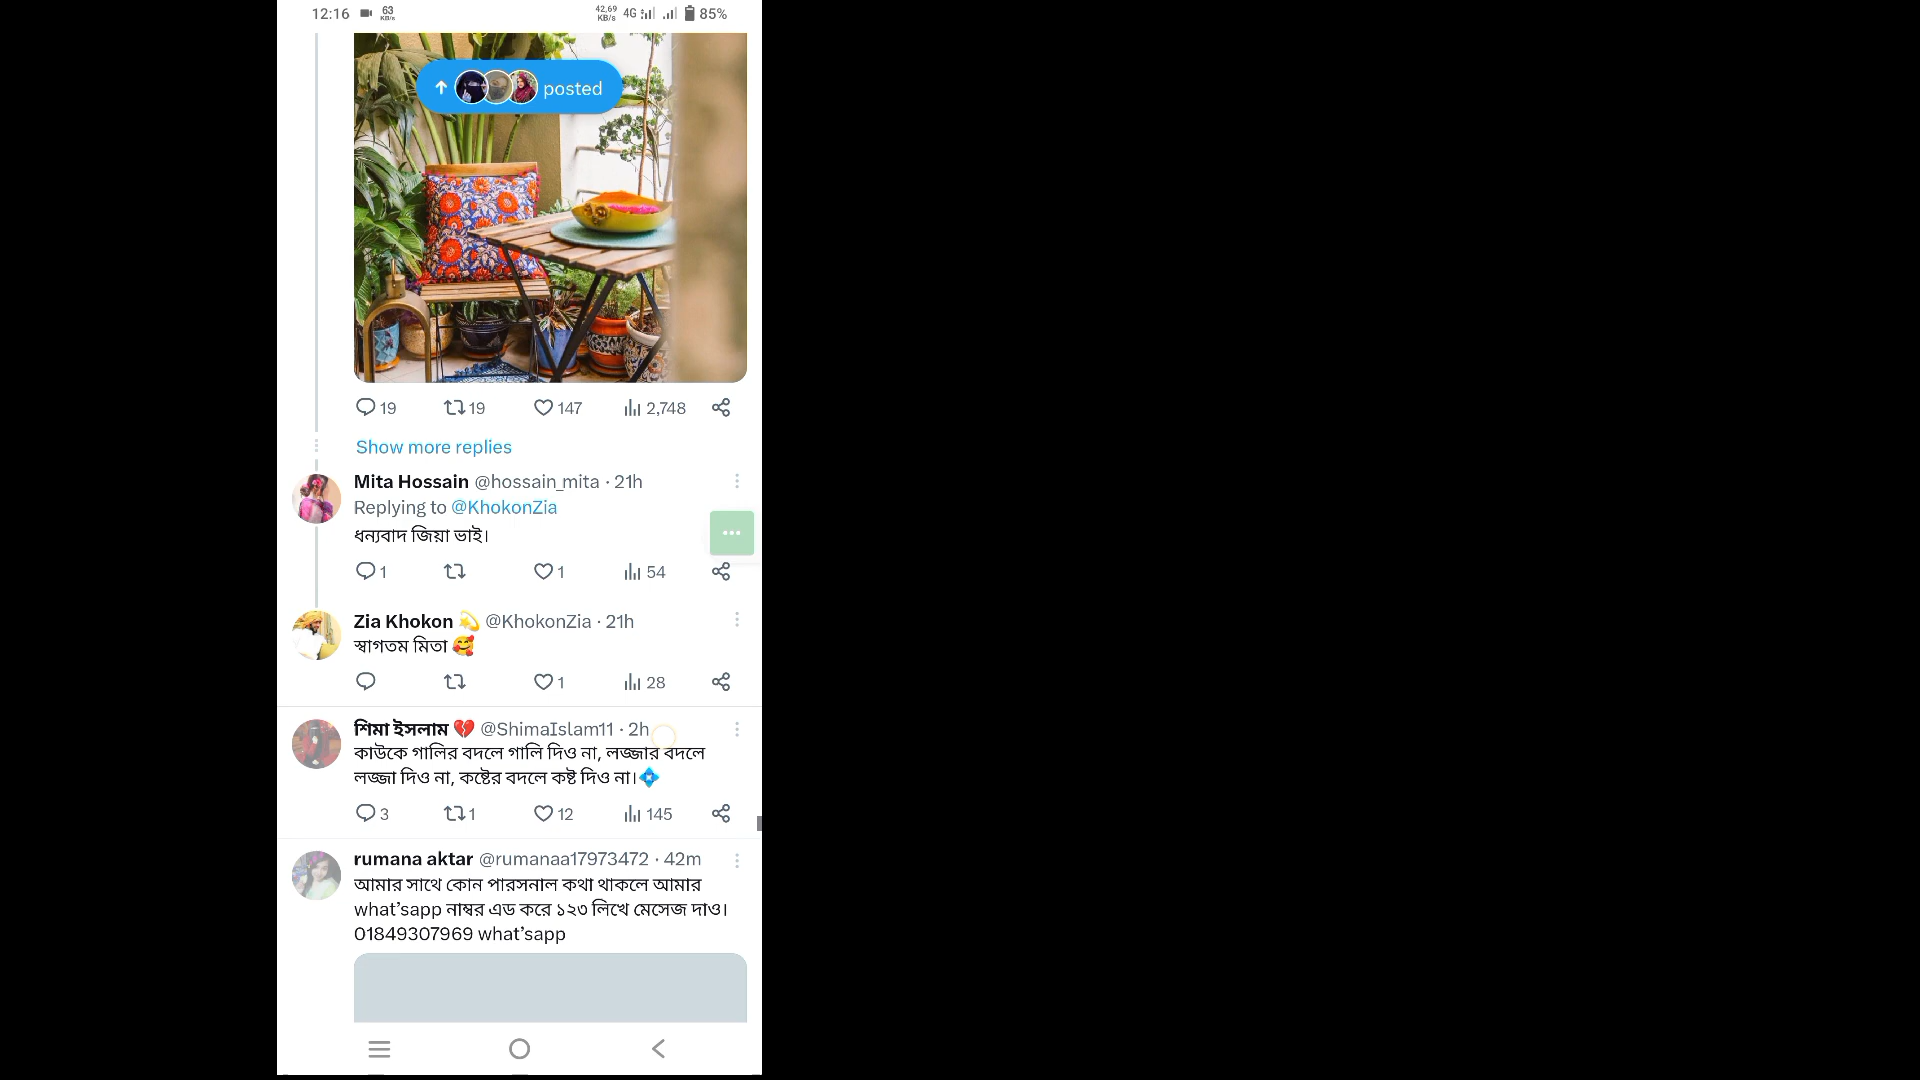 12:16 63 KB/s 42.69 KB/s 4G 85%
posted
19 19 147 2,748
Show more replies
Mita Hossain @hossain_mita · 21h
Replying to @KhokonZia
ধন্যবাদ জিয়া ভাই।
1 1 54
Zia Khokon 💫 @KhokonZia · 21h
স্বাগতম মিতা 🥰
1 28
শিমা ইসলাম 💔 @ShimaIslam11 · 2h
কাউকে গালির বদলে গালি দিও না, লজ্জার বদলে
লজ্জা দিও না, কষ্টের বদলে কষ্ট দিও না।💠
3 1 12 145
rumana aktar @rumanaa17973472 · 42m
আমার সাথে কোন পারসনাল কথা থাকলে আমার
what’sapp নাম্বর এড করে ১২৩ লিখে মেসেজ দাও।
01849307969 what’sapp